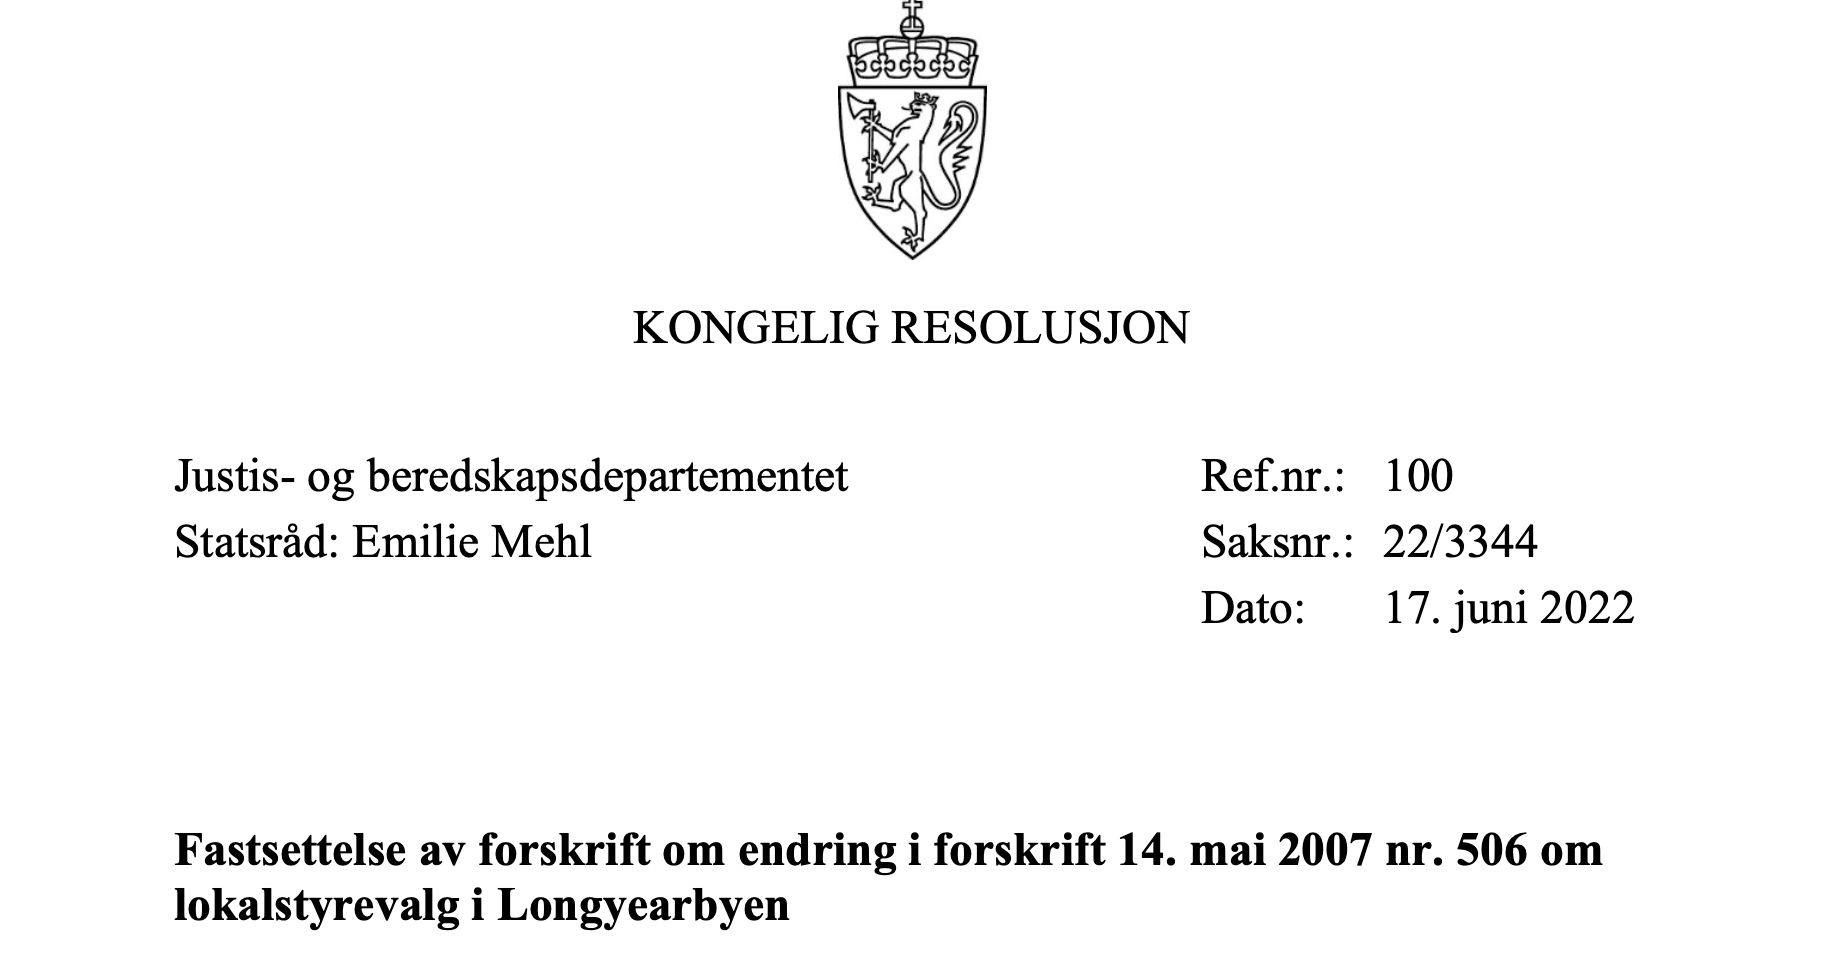 KONGELIG RESOLUSJON
Justis- og beredskapsdepartementet
Statsråd: Emilie Mehl
Ref.nr.: 100
Saksnr.: 22/3344
Dato: 17. juni 2022
Fastsettelse av forskrift om endring i forskrift 14. mai 2007 nr. 506 om
lokalstyrevalg i Longyearbyen